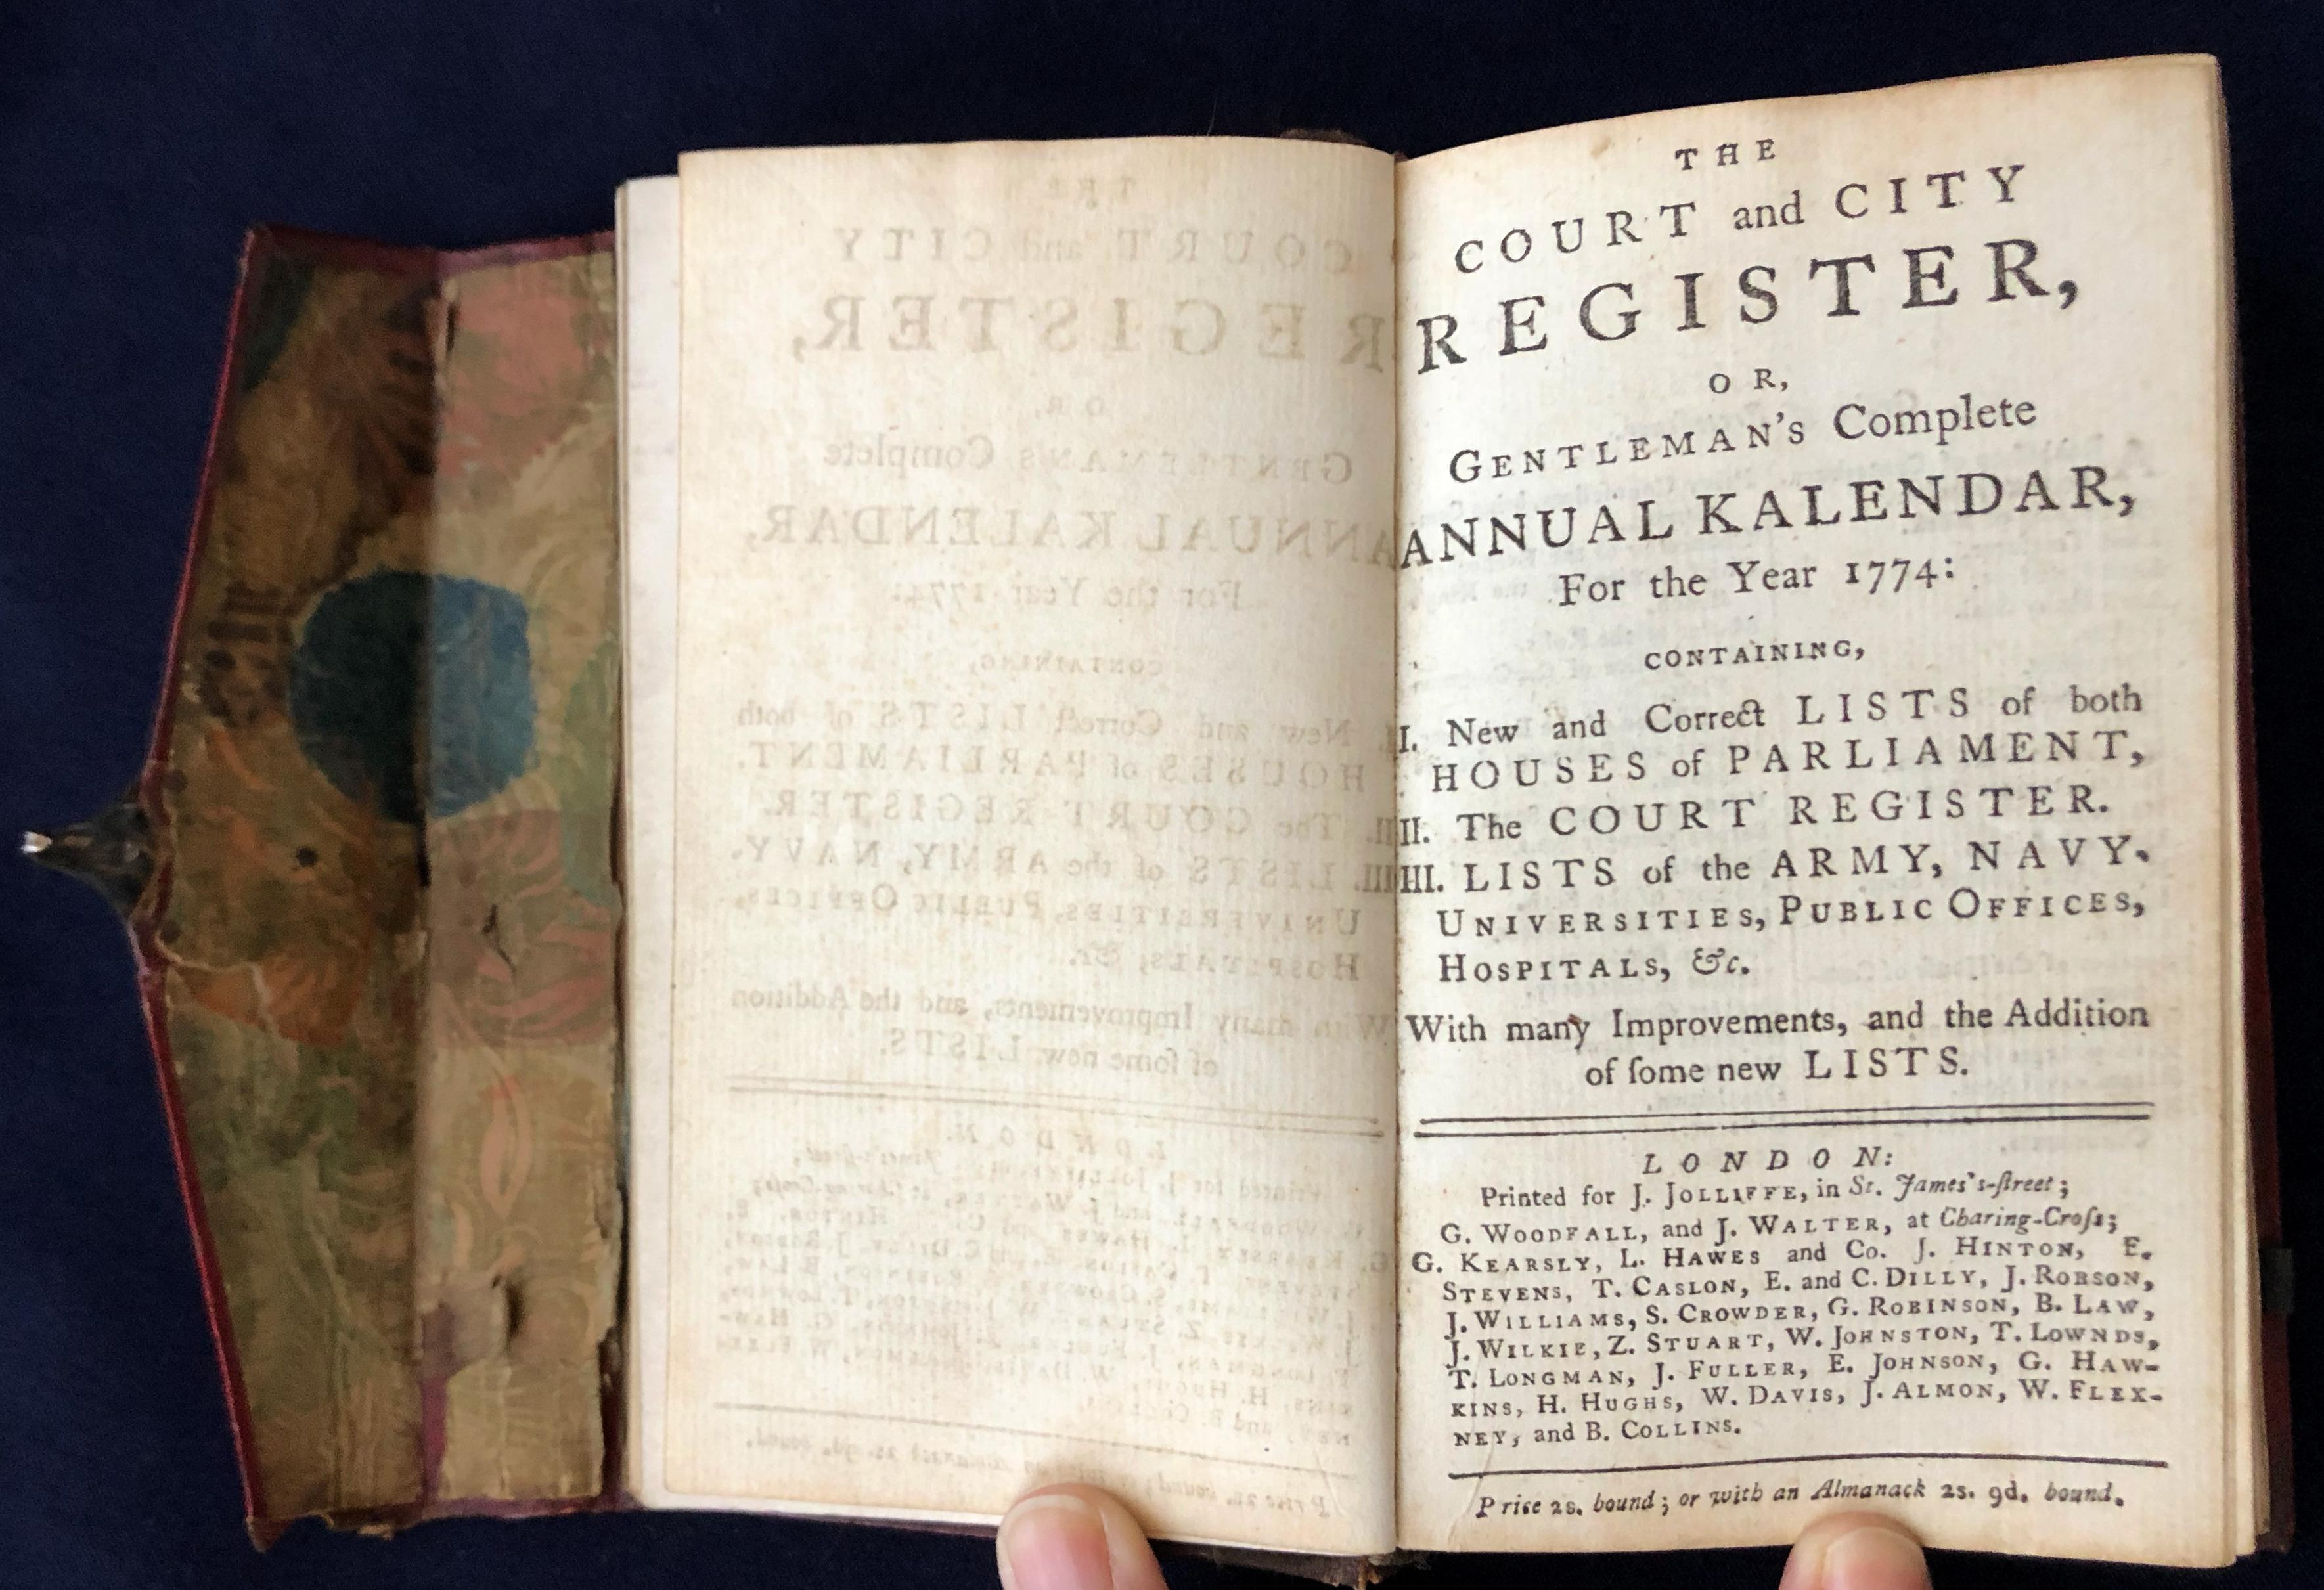 THE
COURT and CITY
REGISTER,
OR,
GENTLEMAN'S Complete
ANNUAL KALENDAR,
For the Year 1774:
CONTAINING,
I. New and Correct LISTS of both
HOUSES of PARLIAMENT,
II. The COURT REGISTER.
III. LISTS of the ARMY, NAVY.
UNIVERSITIES, PUBLIC OFFICES,
HOSPITALS, &c.
With many Improvements, and the Addition
of ſome new LISTS.
LONDON:
Printed for J. JOLLIFFE, in St. James's-ſtreet;
G. WOODFALL, and J. WALTER, at Charing-Croſs;
G. KEARSLY, L. HAWES and Co. J. HINTON, E.
STEVENS, T. CASLON, E. and C. DILLY, J. ROBSON,
J. WILLIAMS, S. CROWDER, G. ROBINSON, B. LAW,
J. WILKIE, Z. STUART, W. JOHNSTON, T. LOWNDS,
T. LONGMAN, J. FULLER, E. JOHNSON, G. HAW-
KINS, H. HUGHS, W. DAVIS, J. ALMON, W. FLEX-
NEY, and B. COLLINS.
Price 2s. bound; or with an Almanack 2s. 9d. bound.